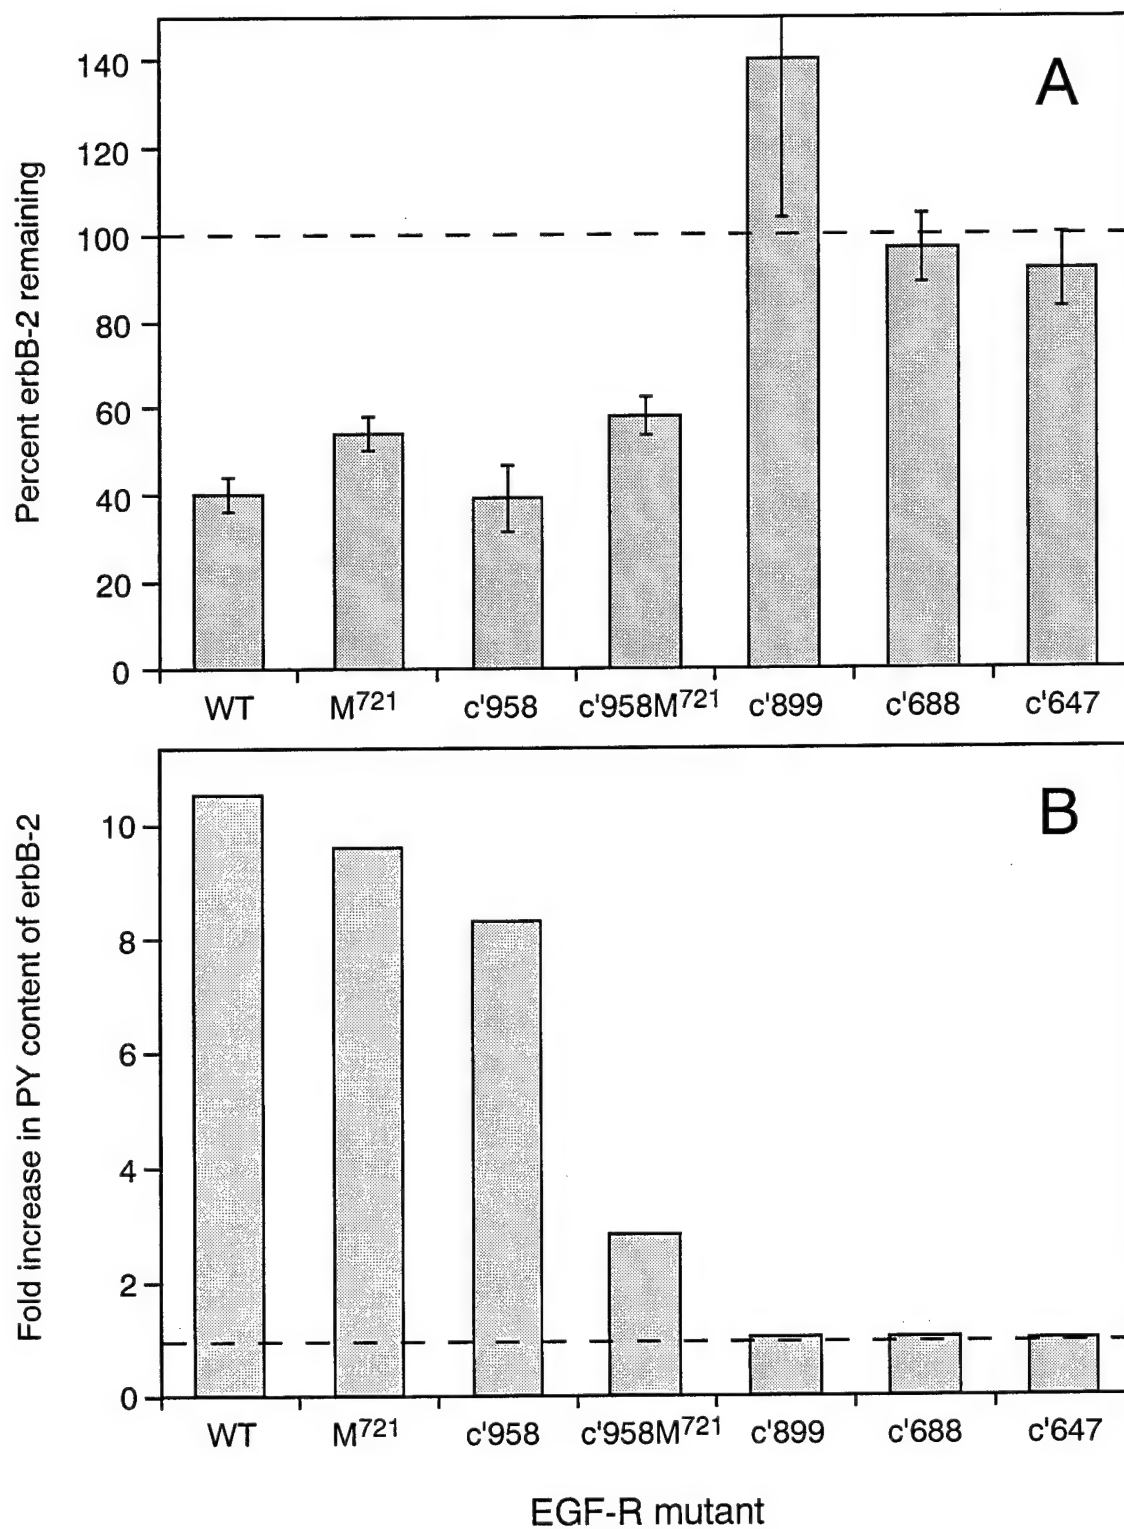 A
Percent erbB-2 remaining
140
120
100
80
60
40
20
0
WT M721 c'958 c'958M721 c'899 c'688 c'647
B
Fold increase in PY content of erbB-2
10
8
6
4
2
0
WT M721 c'958 c'958M721 c'899 c'688 c'647
EGF-R mutant